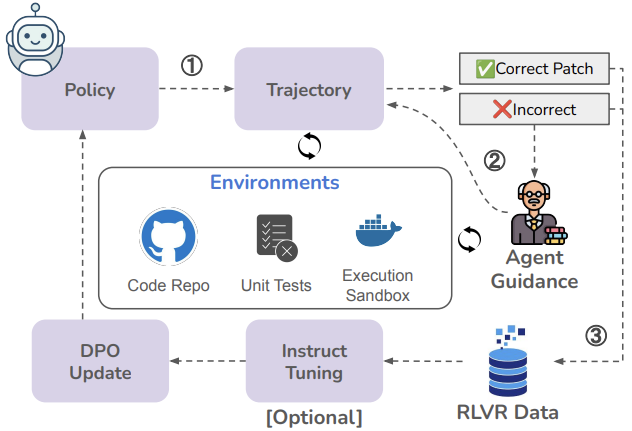 ①
Policy
Trajectory
✅Correct Patch
❌Incorrect
②
Environments
Code Repo
Unit Tests
Execution
Sandbox
Agent
Guidance
③
DPO
Update
Instruct
Tuning
[Optional]
RLVR Data